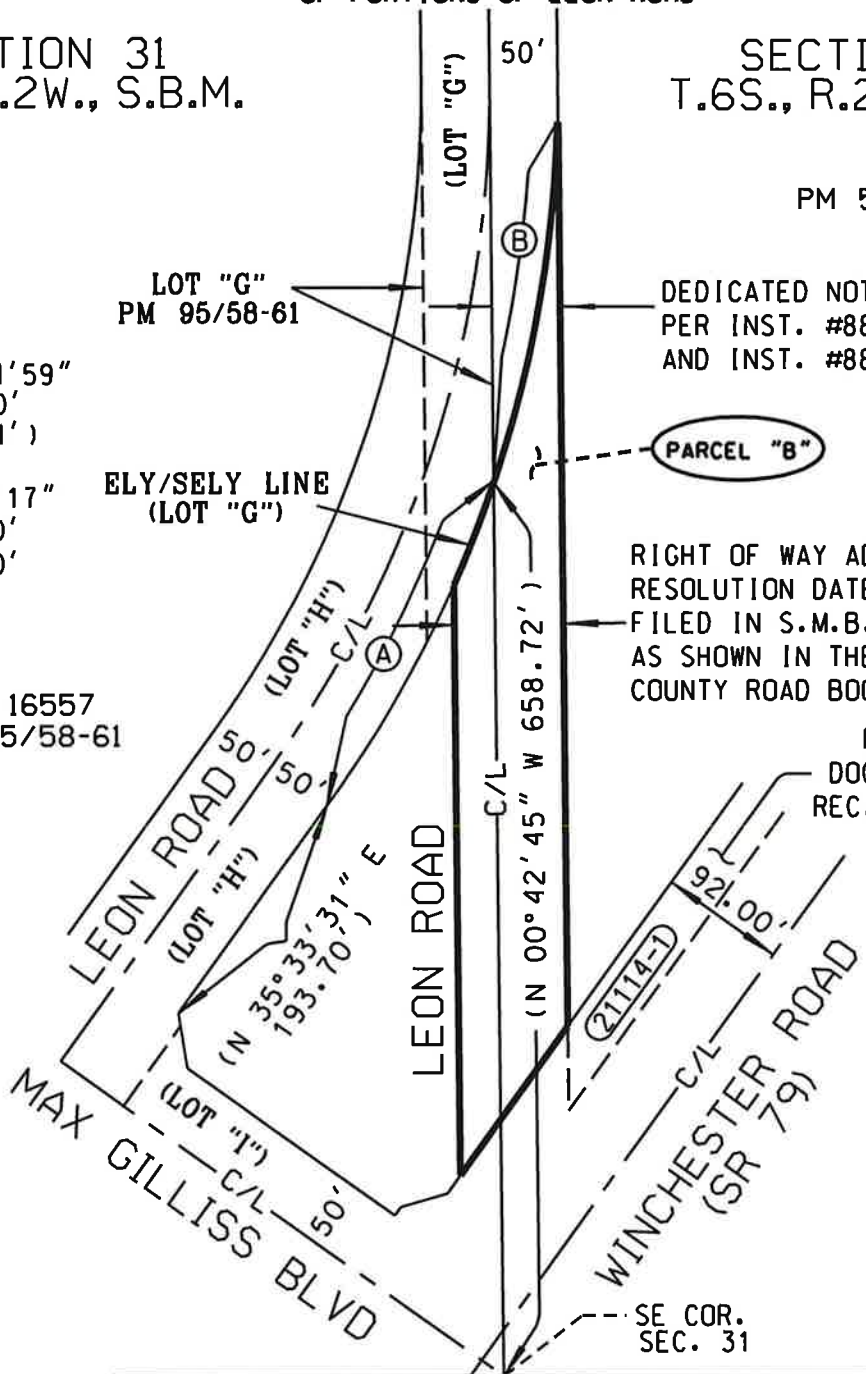 TION 31
.2W., S.B.M.
50'
SECTI
T.6S., R.2
(LOT "G")
PM 5
B
LOT "G"
PM 95/58-61
DEDICATED NOT
PER INST. #88
AND INST. #88
'59"
0'
')
PARCEL "B"
17"
0'
0'
ELY/SELY LINE
(LOT "G")
RIGHT OF WAY AD
RESOLUTION DATE
FILED IN S.M.B.
AS SHOWN IN THE
COUNTY ROAD BOO
(LOT "H")
C/L
A
16557
5/58-61
50' 50'
LEON ROAD
(LOT "H")
(N 35°33'31" E
193.70')
LEON ROAD
C/L
(N 00°42'45" W 658.72')
DOC
REC.
92.00'
21114-1
C/L
WINCHESTER ROAD
(SR 79)
(LOT "I")
C/L
50'
MAX GILLISS BLVD
SE COR.
SEC. 31